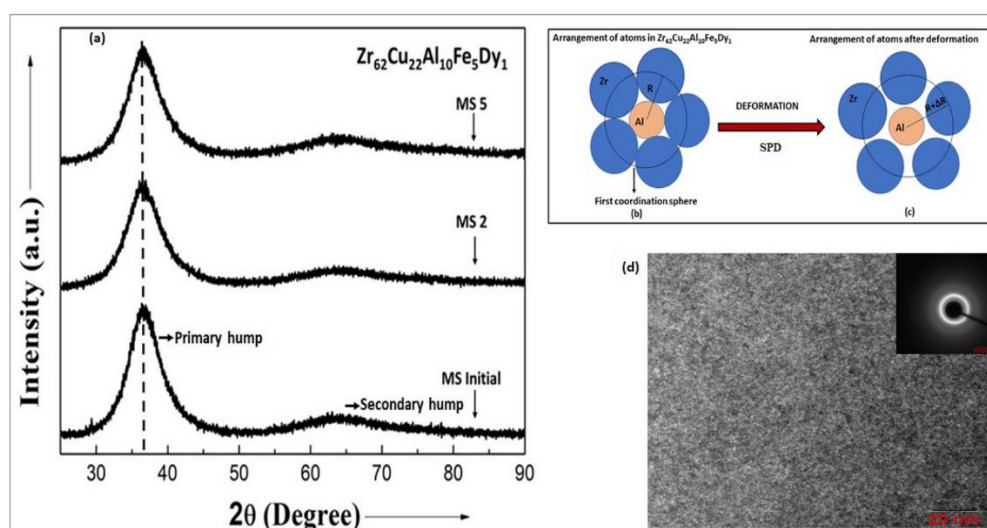 (a)
Zr₆₂Cu₂₂Al₁₀Fe₅Dy₁
MS 5
MS 2
Primary hump
MS Initial
Secondary hump
Intensity (a.u.)
30 40 50 60 70 80 90
2θ (Degree)
Arrangement of atoms in Zr₆₂Cu₂₂Al₁₀Fe₅Dy₁
Zr
R
Al
First coordination sphere
(b)
DEFORMATION
SPD
Arrangement of atoms after deformation
Zr
R+ΔR
Al
(c)
(d)
20 nm